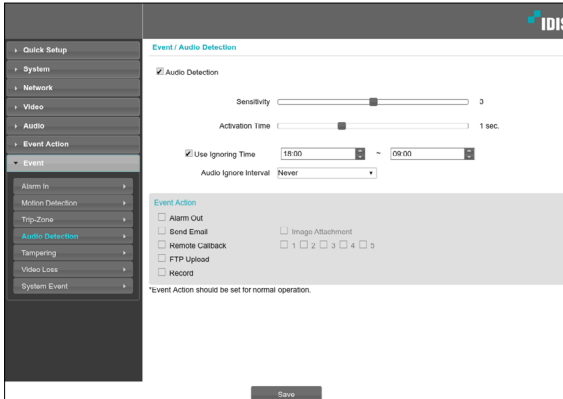 IDIS
Quick Setup
System
Network
Video
Audio
Event Action
Event
Alarm In
Motion Detection
Trip-Zone
Audio Detection
Tampering
Video Loss
System Event
Event / Audio Detection
Audio Detection
Sensitivity 3
Activation Time 1 sec.
Use Ignoring Time 18:00 ~ 09:00
Audio Ignore Interval Never
Event Action
Alarm Out
Send Email Image Attachment
Remote Callback 1 2 3 4 5
FTP Upload
Record
*Event Action should be set for normal operation.
Save